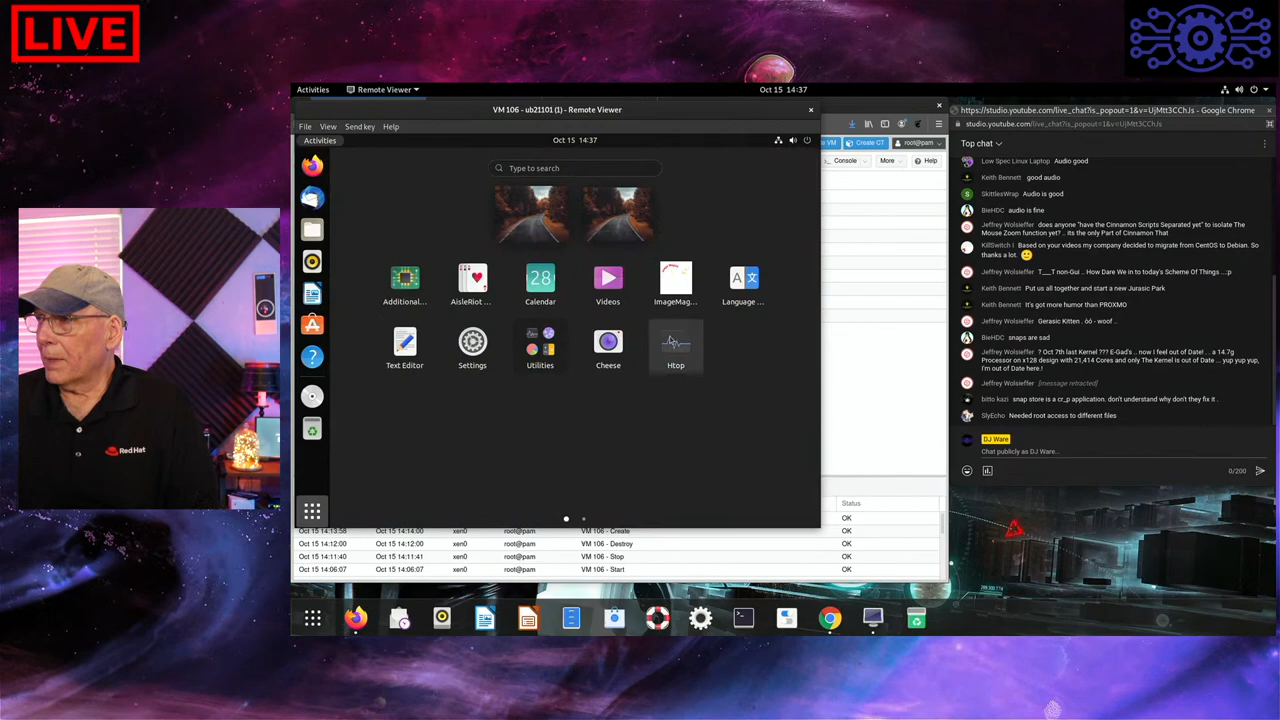 LIVE
Activities
Remote Viewer
Oct 15 14:37
VM 106 - ub21101 (1) - Remote Viewer
File View Send key Help
Activities
Oct 15 14:37
Type to search
28
Additional...
AisleRiot ...
Calendar
Videos
ImageMag...
Language ...
Text Editor
Settings
Utilities
Cheese
Htop
VM
Create CT
root@pam
Console
More
Help
Status
OK
Oct 15 14:13:58 Oct 15 14:14:00 xen0 root@pam VM 106 - Create OK
Oct 15 14:12:00 Oct 15 14:12:00 xen0 root@pam VM 106 - Destroy OK
Oct 15 14:11:40 Oct 15 14:11:41 xen0 root@pam VM 106 - Stop OK
Oct 15 14:06:07 Oct 15 14:06:07 xen0 root@pam VM 106 - Start OK
https://studio.youtube.com/live_chat?is_popout=1&v=UjMtt3CChJs - Google Chrome
studio.youtube.com/live_chat?is_popout=1&v=UjMtt3CChJs
Top chat
Low Spec Linux Laptop Audio good
Keith Bennett good audio
SkittlesWrap Audio is good
BieHDC audio is fine
Jeffrey Wolsieffer does anyone "have the Cinnamon Scripts Separated yet" to isolate The
Mouse Zoom function yet? .. Its the only Part of Cinnamon That
KillSwitch I Based on your videos my company decided to migrate from CentOS to Debian. So
thanks a lot.
Jeffrey Wolsieffer T___T non-Gui .. How Dare We in to today's Scheme Of Things ...:p
Keith Bennett Put us all together and start a new Jurasic Park
Keith Bennett It's got more humor than PROXMO
Jeffrey Wolsieffer Gerasic Kitten . óò - woof ..
BieHDC snaps are sad
Jeffrey Wolsieffer ? Oct 7th last Kernel ??? E-Gad's .. now I feel out of Date! . . a 14.7g
Processor on x128 design with 21,414 Cores and only The Kernel is Out of Date ... yup yup yup,
I'm out of Date here.!
Jeffrey Wolsieffer [message retracted]
bitto kazi snap store is a cr_p application. don't understand why don't they fix it .
SlyEcho Needed root access to different files
DJ Ware
Chat publicly as DJ Ware...
0/200
Red Hat